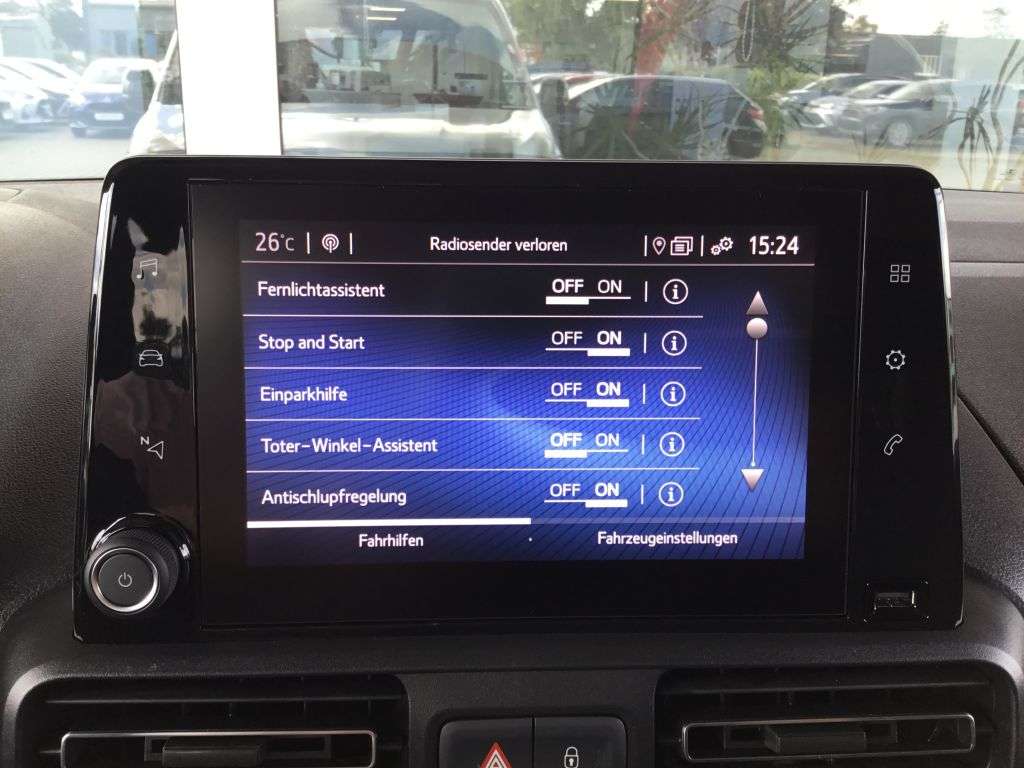 26°C Radiosender verloren 15:24
Fernlichtassistent OFF ON
Stop and Start OFF ON
Einparkhilfe OFF ON
Toter-Winkel-Assistent OFF ON
Antischlupfregelung OFF ON
Fahrhilfen Fahrzeugeinstellungen
N